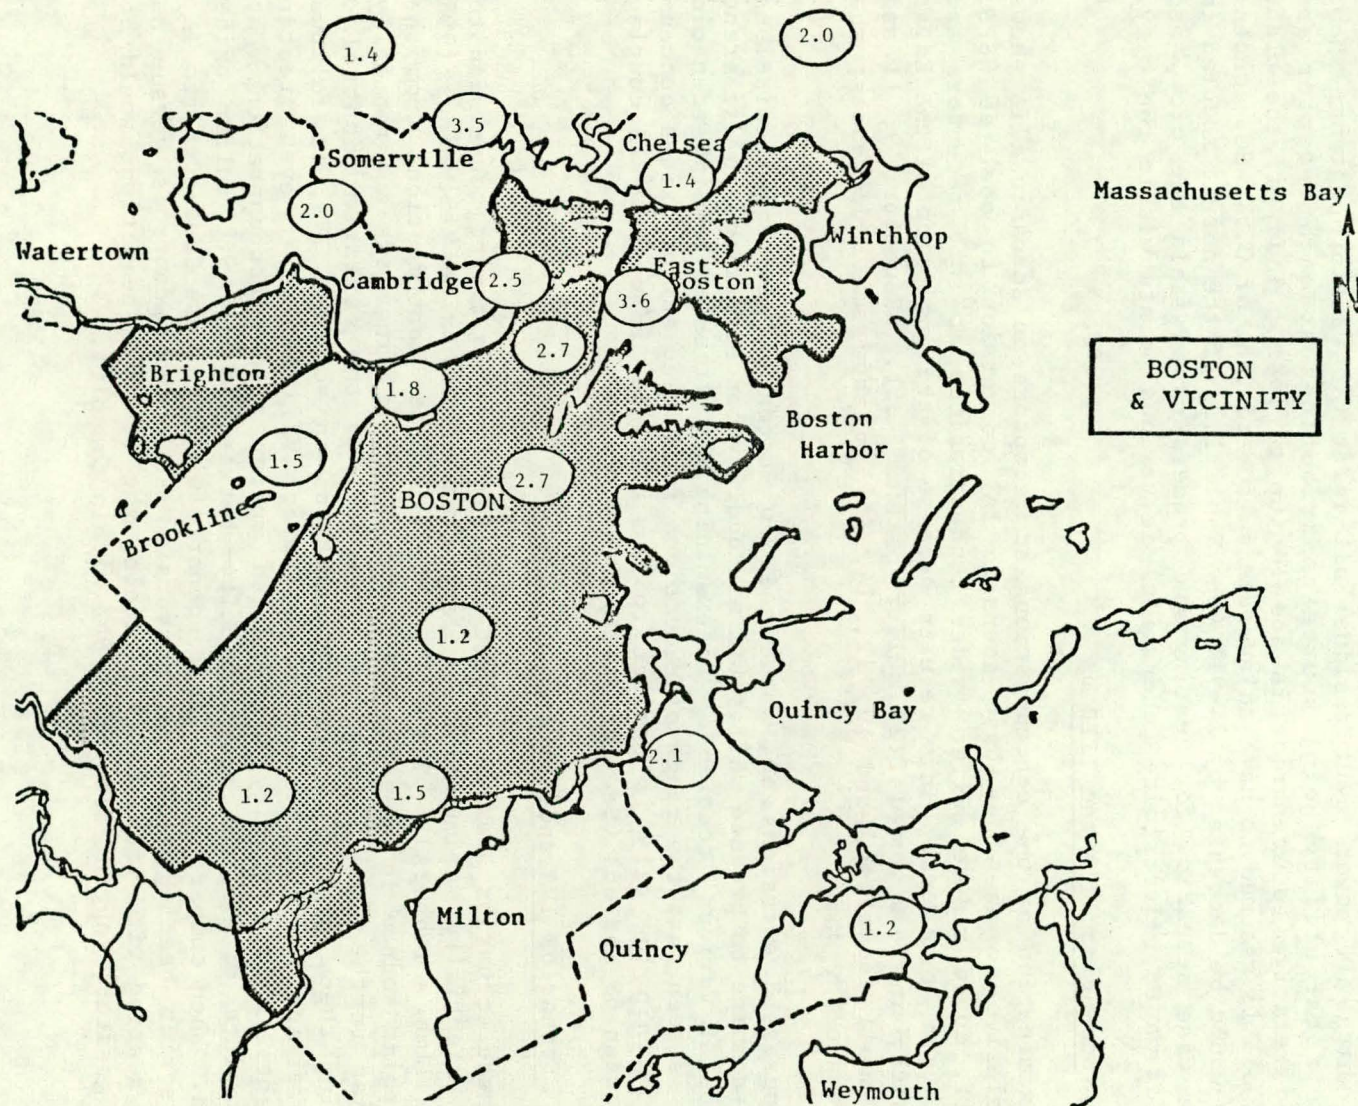 1.4
2.0
3.5
Chelsea
Somerville
1.4
Massachusetts Bay
2.0
Winthrop
Watertown
Cambridge
2.5
East
Boston
3.6
N
2.7
BOSTON
& VICINITY
Brighton
1.8
Boston
Harbor
1.5
2.7
BOSTON
Brookline
1.2
Quincy Bay
2.1
1.2
1.5
Milton
Quincy
1.2
Weymouth